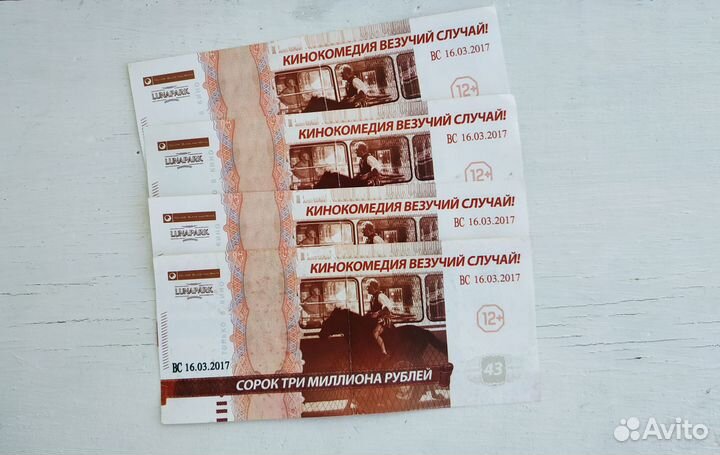 КИНОКОМЕДИЯ ВЕЗУЧИЙ СЛУЧАЙ!
ВС 16.03.2017
LUNAPARK
12+
КИНОКОМЕДИЯ ВЕЗУЧИЙ СЛУЧАЙ!
ВС 16.03.2017
LUNAPARK
12+
КИНОКОМЕДИЯ ВЕЗУЧИЙ СЛУЧАЙ!
ВС 16.03.2017
LUNAPARK
КИНОКОМЕДИЯ ВЕЗУЧИЙ СЛУЧАЙ!
ВС 16.03.2017
LUNAPARK
12+
ВС 16.03.2017
43
СОРОК ТРИ МИЛЛИОНА РУБЛЕЙ
Avito